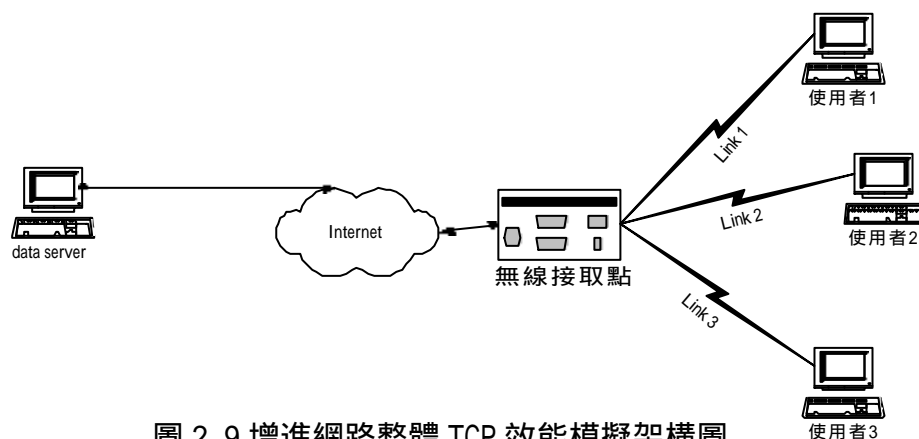 使用者1
Link 1
Link 2
使用者2
Internet
data server
無線接取點
Link 3
圖 2.9 增進網路整體 TCP 效能模擬架構圖
使用者3